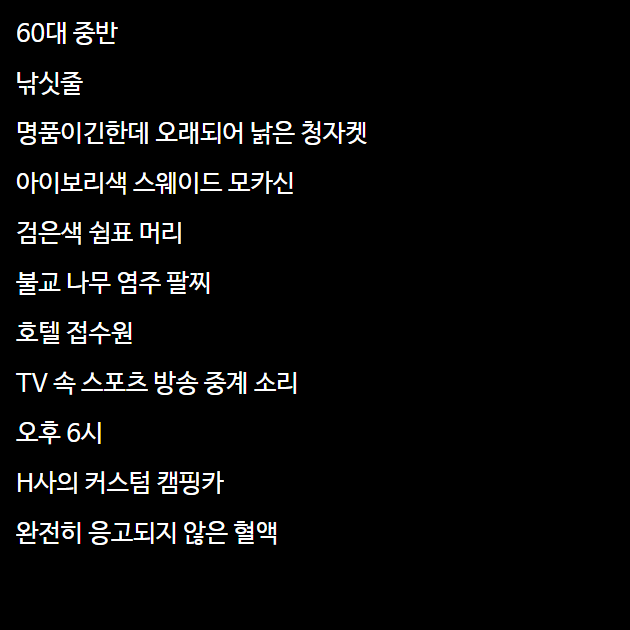 60대 중반
낚싯줄
명품이긴한데 오래되어 낡은 청자켓
아이보리색 스웨이드 모카신
검은색 쉼표 머리
불교 나무 염주 팔찌
호텔 접수원
TV 속 스포츠 방송 중계 소리
오후 6시
H사의 커스텀 캠핑카
완전히 응고되지 않은 혈액